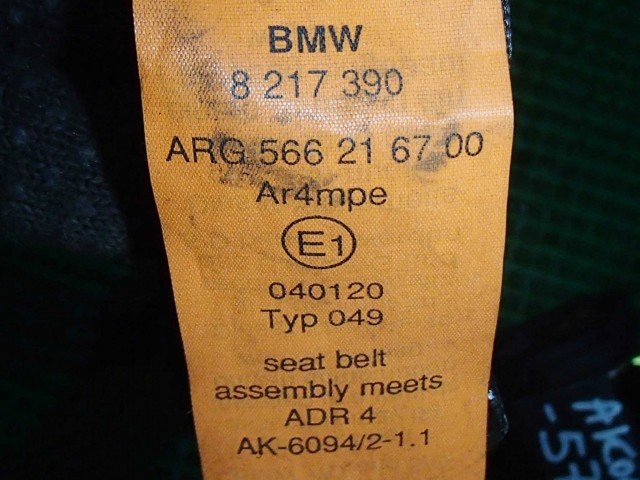 BMW
8 217 390
ARG 566 21 67 00
Ar4mpe
E1
040120
Typ 049
seat belt
assembly meets
ADR 4
AK-6094/2-1.1
-57